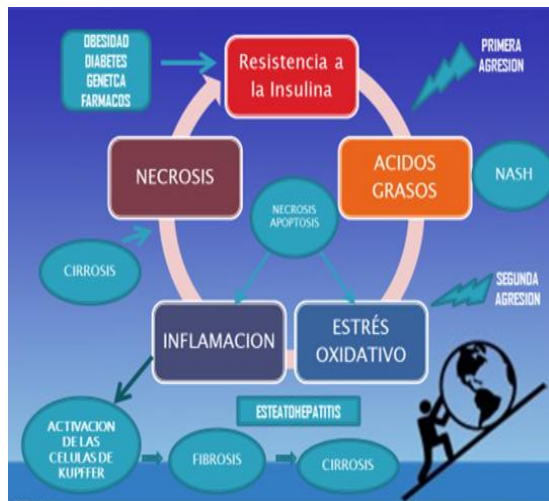 OBESIDAD
DIABETES
GENETCA
FARMACOS
Resistencia a
la Insulina
PRIMERA
AGRESION
NECROSIS
ACIDOS
GRASOS
NASH
NECROSIS
APOPTOSIS
CIRROSIS
SEGUNDA
AGRESION
INFLAMACION
ESTRÉS
OXIDATIVO
ESTEATOHEPATITIS
ACTIVACION
DE LAS
CELULAS DE
KUPFFER
FIBROSIS
CIRROSIS